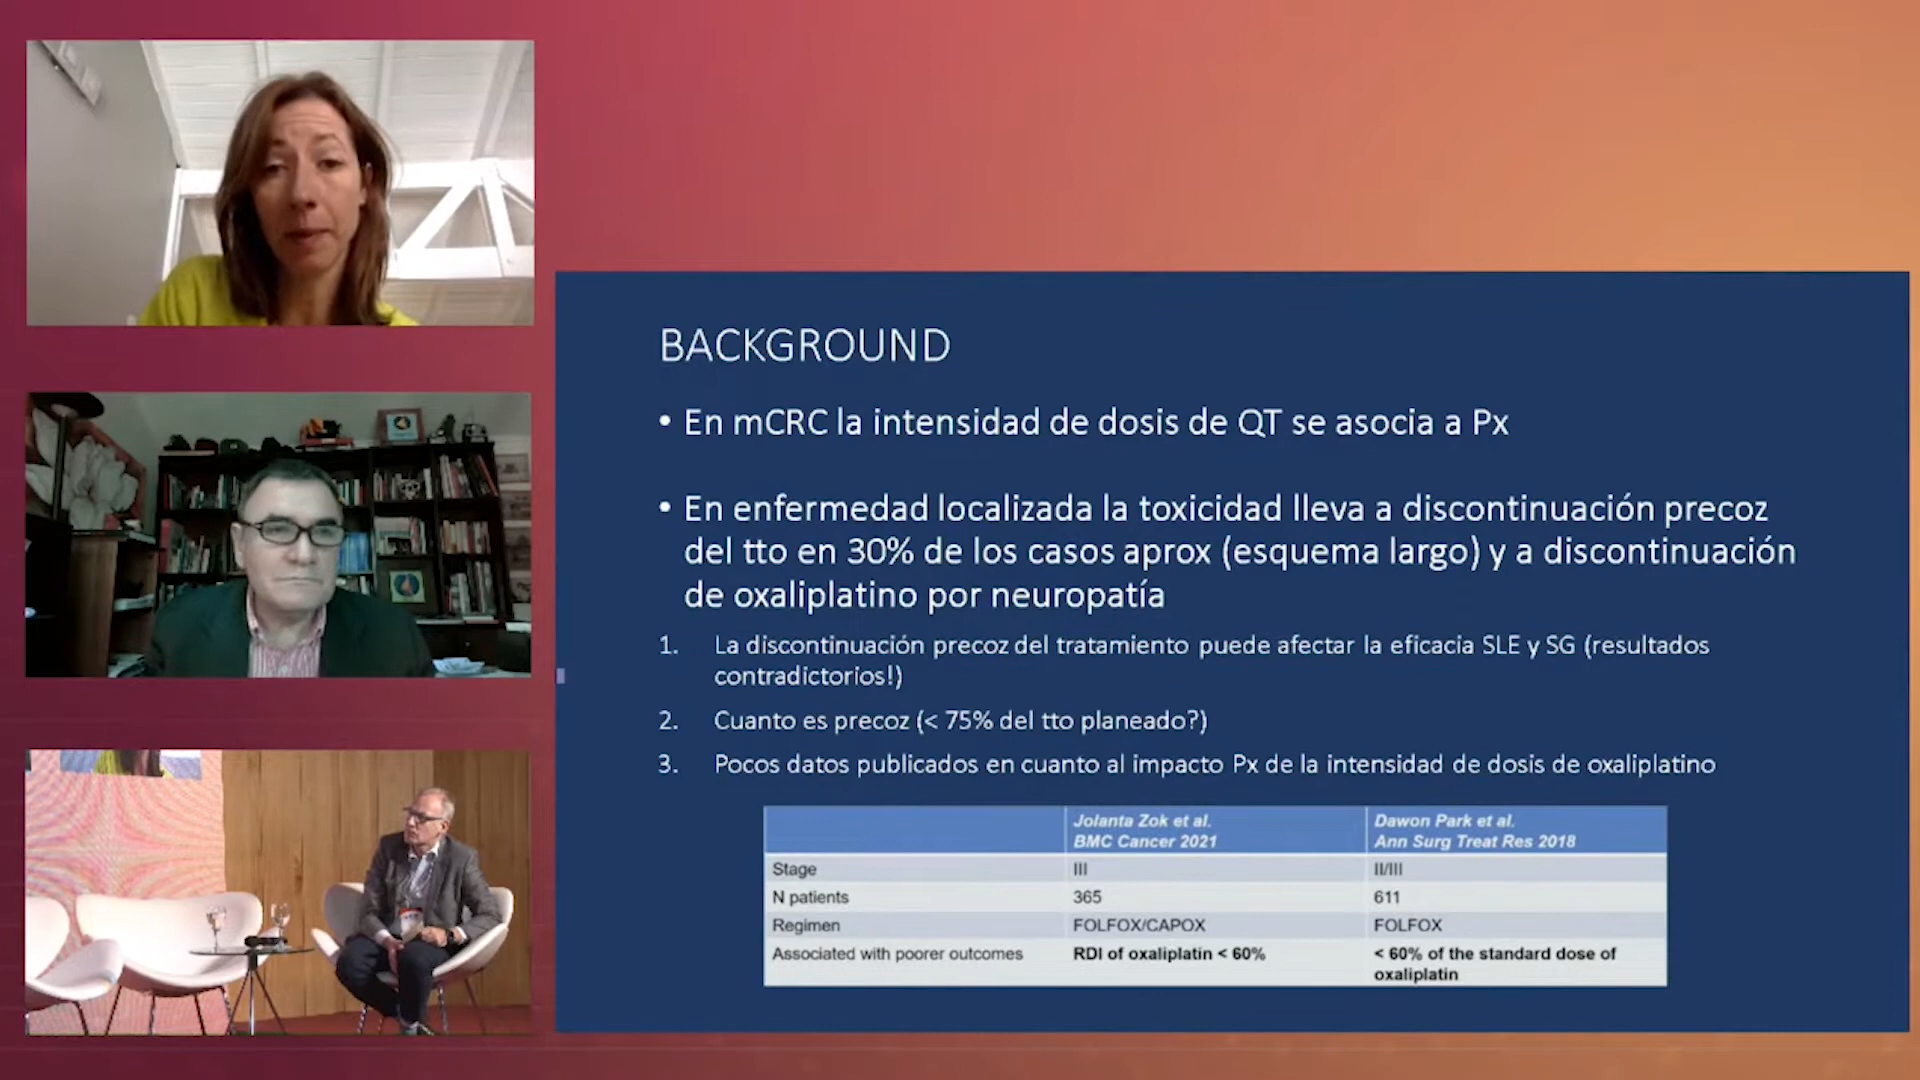 BACKGROUND
• En mCRC la intensidad de dosis de QT se asocia a Px
• En enfermedad localizada la toxicidad lleva a discontinuación precoz
del tto en 30% de los casos aprox (esquema largo) y a discontinuación
de oxaliplatino por neuropatía
1. La discontinuación precoz del tratamiento puede afectar la eficacia SLE y SG (resultados
contradictorios!)
2. Cuanto es precoz (< 75% del tto planeado?)
3. Pocos datos publicados en cuanto al impacto Px de la intensidad de dosis de oxaliplatino
Jolanta Zok et al. Dawon Park et al.
BMC Cancer 2021 Ann Surg Treat Res 2018
Stage III II/III
N patients 365 611
Regimen FOLFOX/CAPOX FOLFOX
Associated with poorer outcomes RDI of oxaliplatin < 60% < 60% of the standard dose of
oxaliplatin